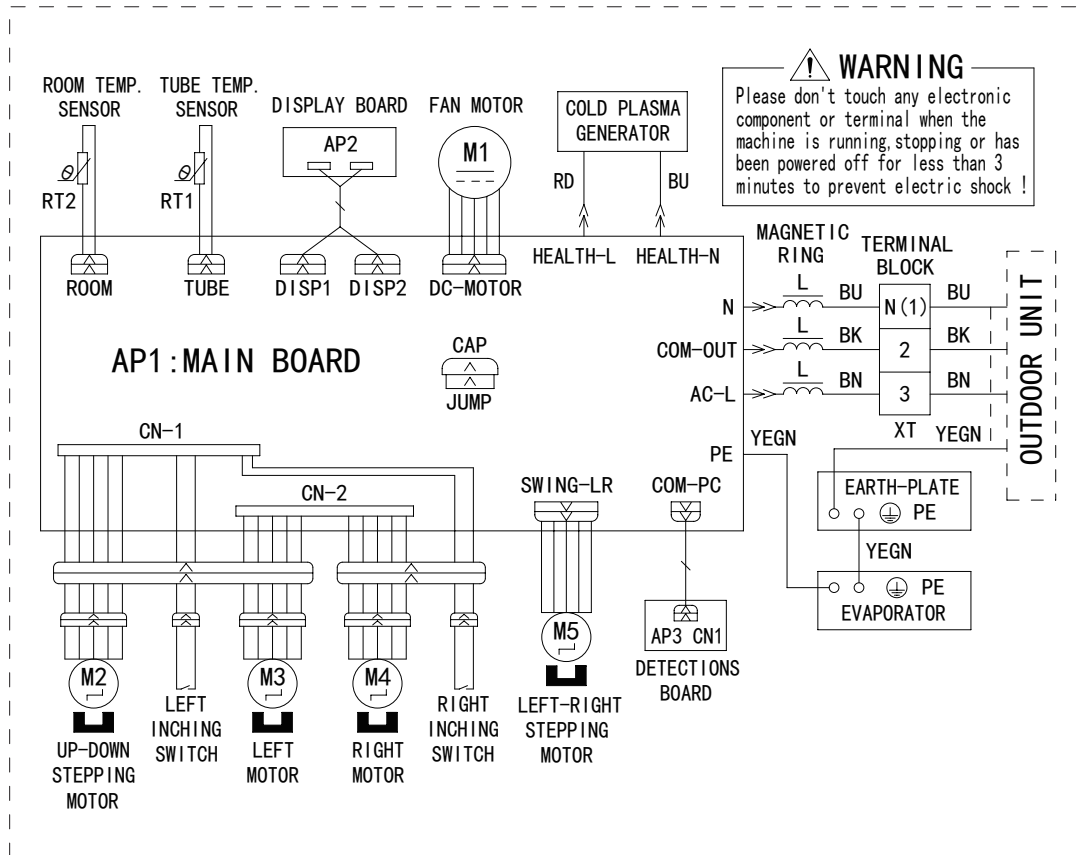 ROOM TEMP.
SENSOR
TUBE TEMP.
SENSOR
DISPLAY BOARD
AP2
FAN MOTOR
M1
COLD PLASMA
GENERATOR
WARNING
Please don't touch any electronic
component or terminal when the
machine is running,stopping or has
been powered off for less than 3
minutes to prevent electric shock !
θ
RT2
θ
RT1
RD
BU
ROOM
TUBE
DISP1
DISP2
DC-MOTOR
HEALTH-L
HEALTH-N
MAGNETIC
RING
TERMINAL
BLOCK
N
L
BU
N(1)
BU
COM-OUT
L
BK
2
BK
AC-L
L
BN
3
BN
XT
OUTDOOR UNIT
AP1:MAIN BOARD
CAP
JUMP
PE
YEGN
YEGN
CN-1
CN-2
SWING-LR
COM-PC
EARTH-PLATE
PE
YEGN
PE
EVAPORATOR
M2
UP-DOWN
STEPPING
MOTOR
LEFT
INCHING
SWITCH
M3
LEFT
MOTOR
M4
RIGHT
MOTOR
RIGHT
INCHING
SWITCH
M5
LEFT-RIGHT
STEPPING
MOTOR
AP3 CN1
DETECTIONS
BOARD